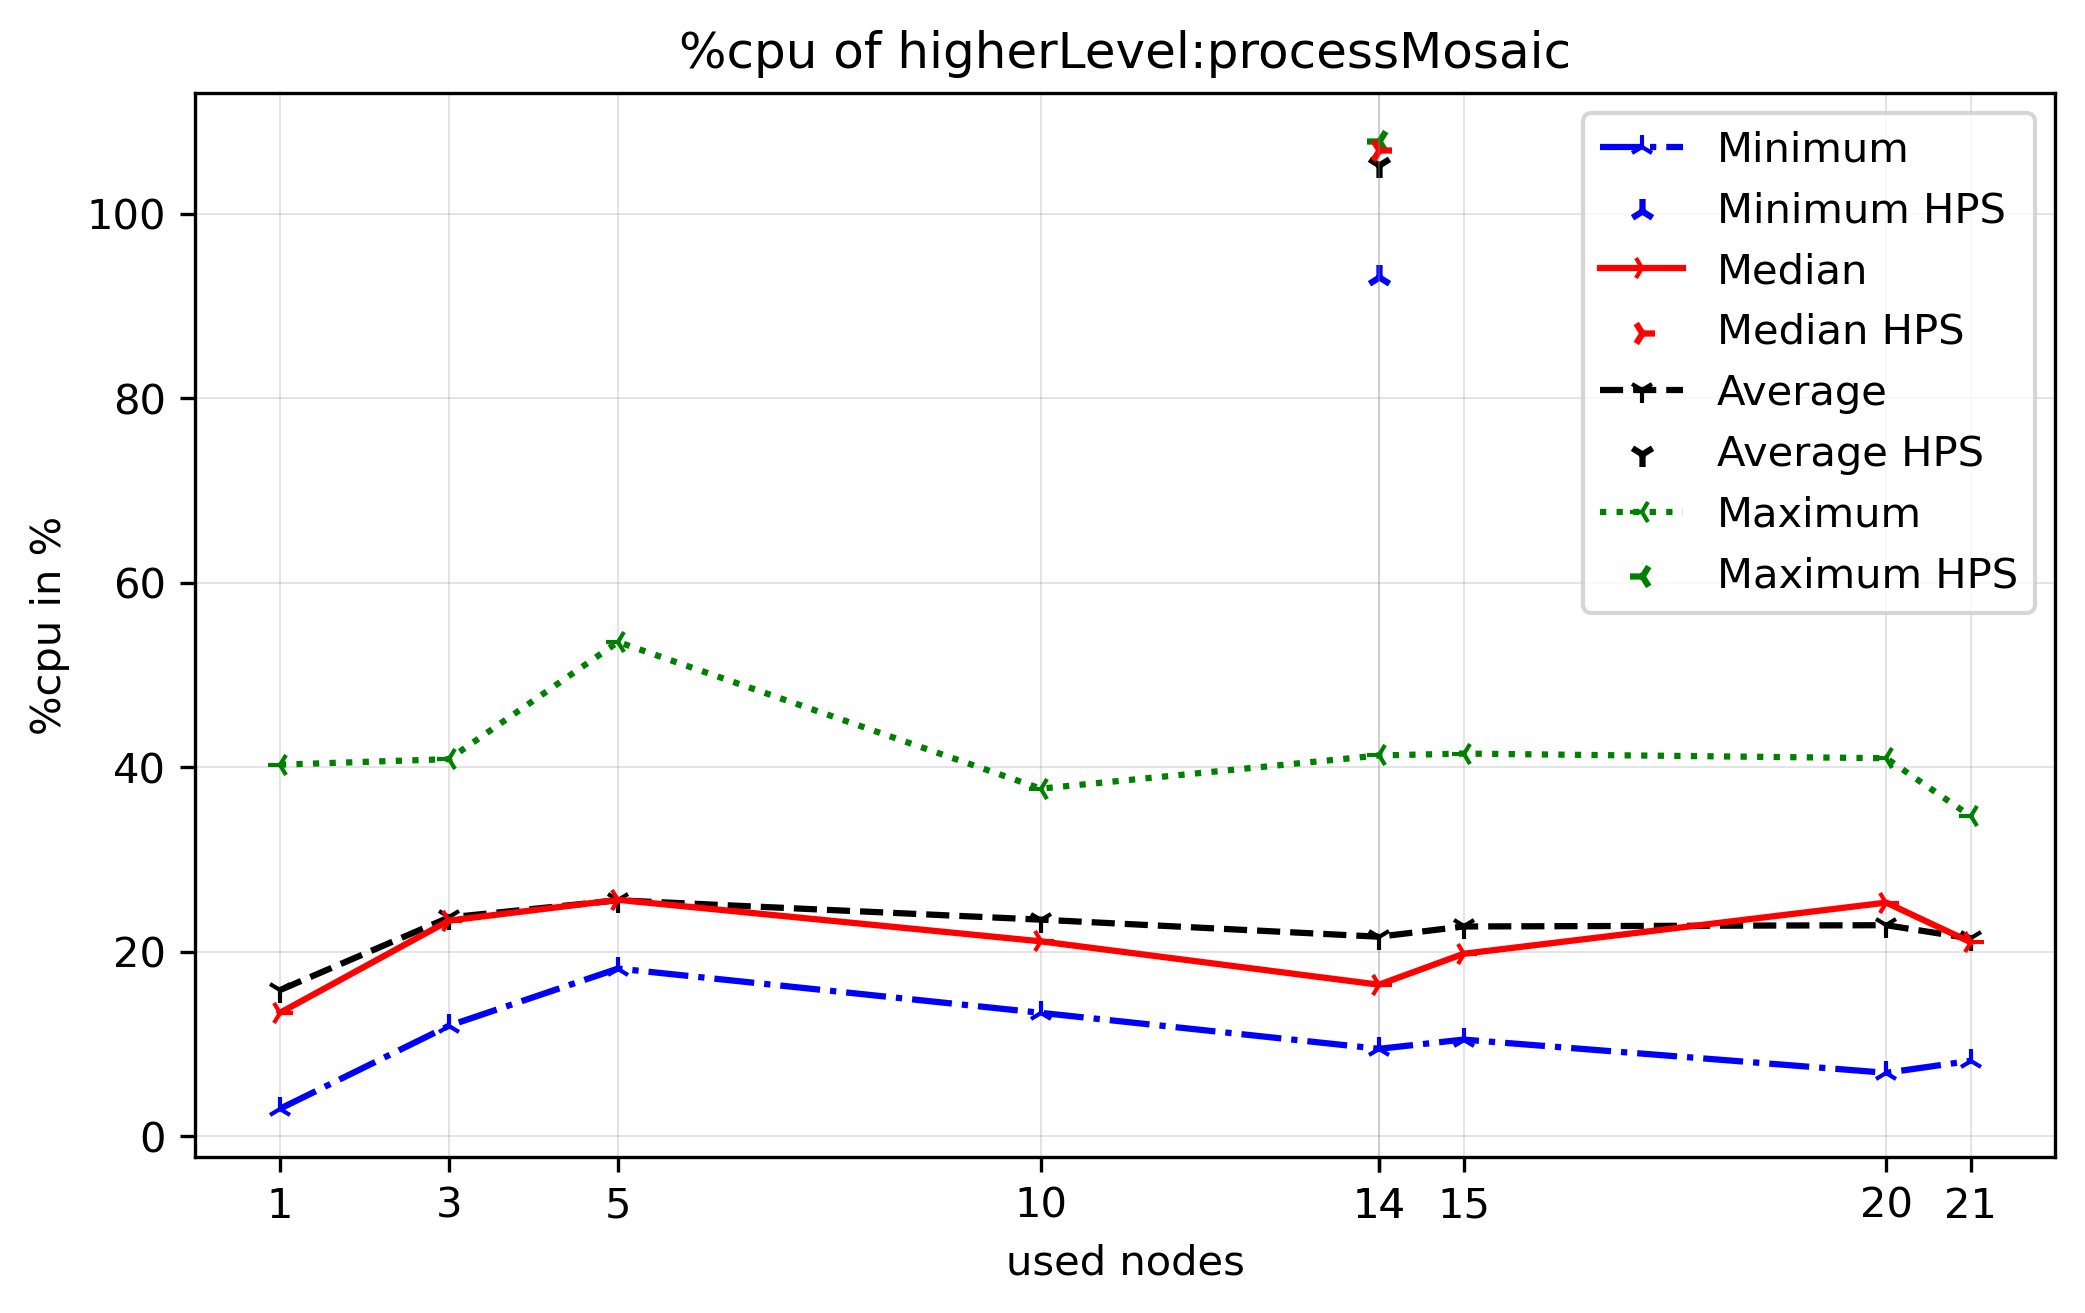 %cpu of higherLevel:processMosaic
Minimum
Minimum HPS
Median
Median HPS
Average
Average HPS
Maximum
Maximum HPS
%cpu in %
100
80
60
40
20
0
1 3 5 10 14 15 20 21
used nodes